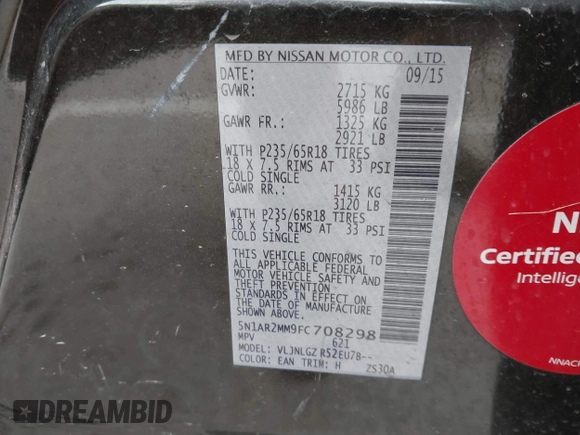 MFD BY NISSAN MOTOR CO., LTD.
DATE: 09/15
GVWR: 2715 KG
5986 LB
GAWR FR.: 1325 KG
2921 LB
WITH P235/65R18 TIRES
18 X 7.5 RIMS AT 33 PSI
COLD SINGLE
GAWR RR.: 1415 KG
3120 LB
WITH P235/65R18 TIRES
18 X 7.5 RIMS AT 33 PSI
COLD SINGLE
THIS VEHICLE CONFORMS TO
ALL APPLICABLE FEDERAL
MOTOR VEHICLE SAFETY AND
THEFT PREVENTION
STANDARDS IN EFFECT ON
THE DATE OF MANUFACTURE
SHOWN ABOVE.
5N1AR2MM9FC708298
MPV 621
MODEL: VLJNLGZ R52EU7B--
COLOR: EAN TRIM: H ZS30A
N
Certified
Intellige
NNACP
DREAMBID